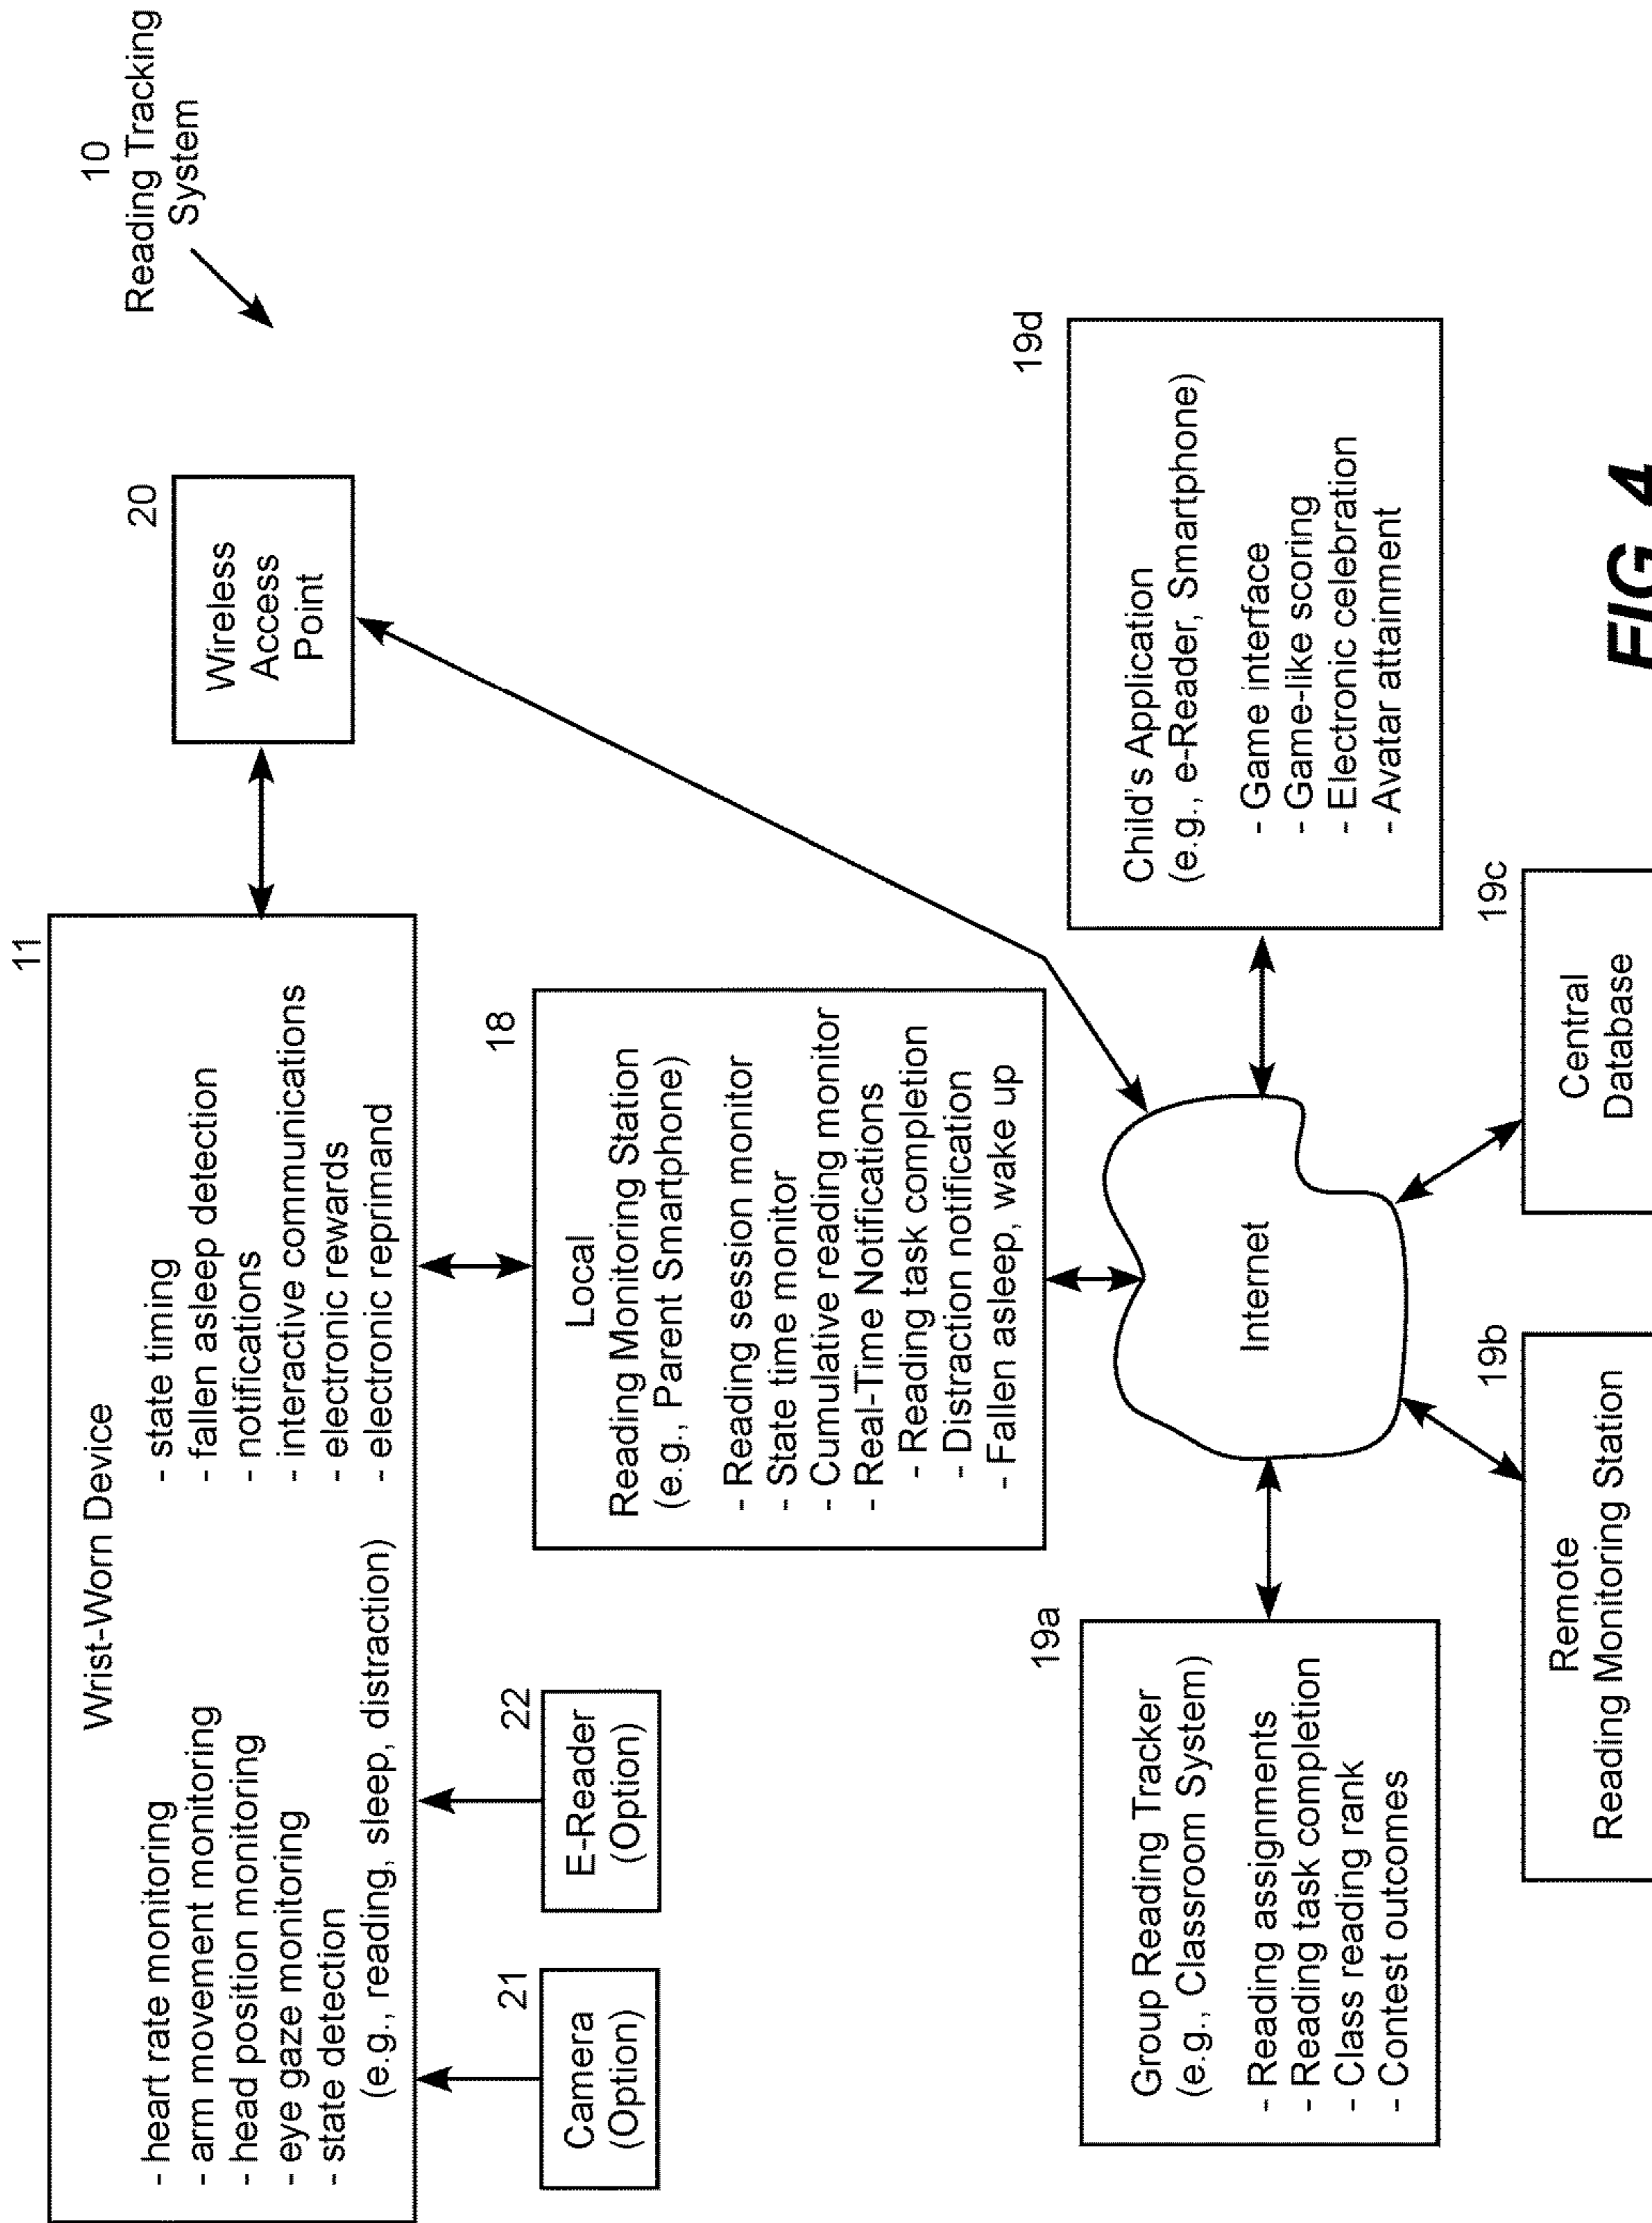 10
Reading Tracking
System
11
Wrist-Worn Device
- heart rate monitoring
- arm movement monitoring
- head position monitoring
- eye gaze monitoring
- state detection
(e.g., reading, sleep, distraction)
- state timing
- fallen asleep detection
- notifications
- interactive communications
- electronic rewards
- electronic reprimand
20
Wireless
Access
Point
21
Camera
(Option)
22
E-Reader
(Option)
18
Local
Reading Monitoring Station
(e.g., Parent Smartphone)
- Reading session monitor
- State time monitor
- Cumulative reading monitor
- Real-Time Notifications
- Reading task completion
- Distraction notification
- Fallen asleep, wake up
Internet
19a
Group Reading Tracker
(e.g., Classroom System)
- Reading assignments
- Reading task completion
- Class reading rank
- Contest outcomes
19d
Child's Application
(e.g., e-Reader, Smartphone)
- Game interface
- Game-like scoring
- Electronic celebration
- Avatar attainment
19b
Remote
Reading Monitoring Station
19c
Central
Database
FIG. 4